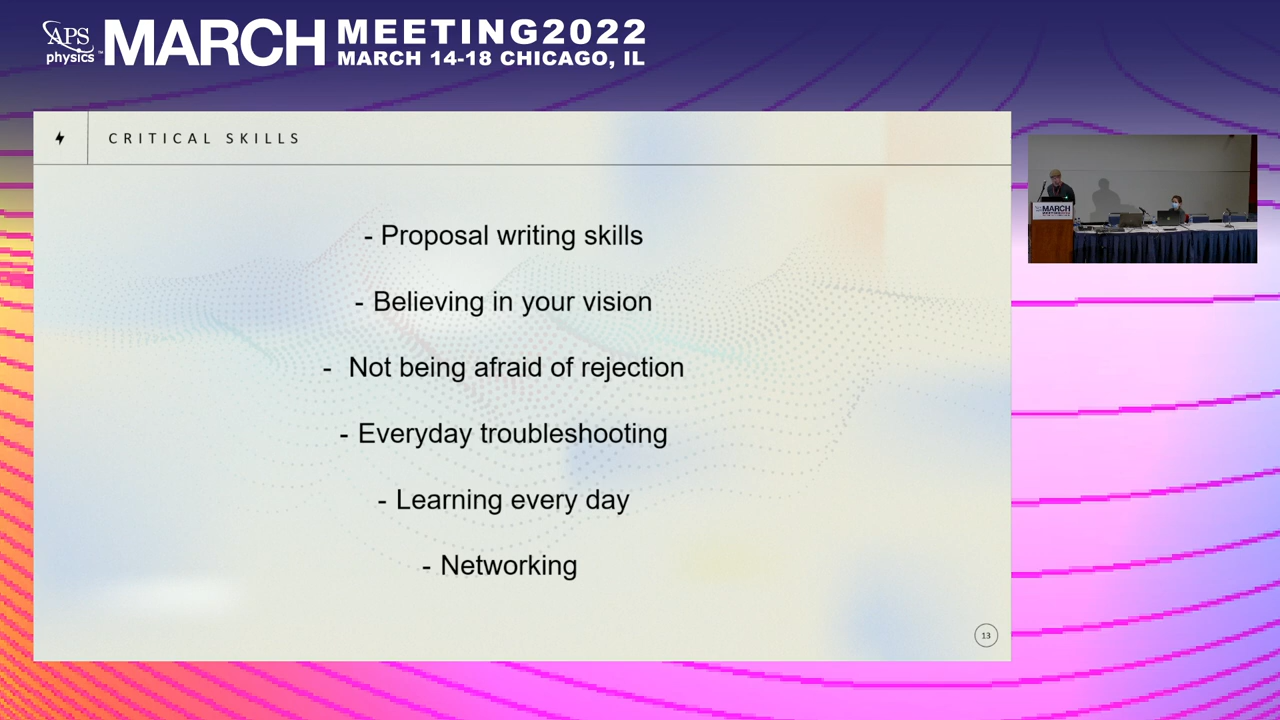 APS
physics
MARCH
MEETING2022
MARCH 14-18 CHICAGO, IL
CRITICAL SKILLS
- Proposal writing skills
- Believing in your vision
- Not being afraid of rejection
- Everyday troubleshooting
- Learning every day
- Networking
13
MARCH